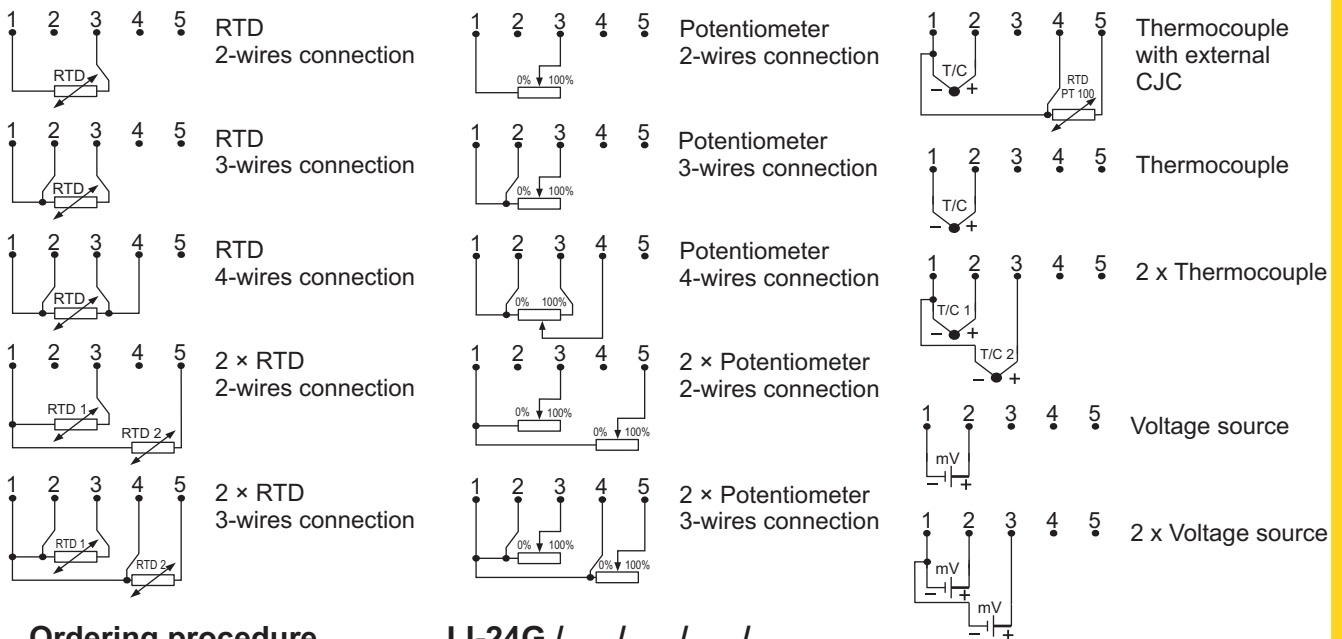 1 2 3 4 5
RTD
2-wires connection
RTD
1 2 3 4 5
RTD
3-wires connection
RTD
1 2 3 4 5
RTD
4-wires connection
RTD
1 2 3 4 5
2 × RTD
2-wires connection
RTD 1
RTD 2
1 2 3 4 5
2 × RTD
3-wires connection
RTD 1
RTD 2
1 2 3 4 5
Potentiometer
2-wires connection
0% 100%
1 2 3 4 5
Potentiometer
3-wires connection
0% 100%
1 2 3 4 5
Potentiometer
4-wires connection
0% 100%
1 2 3 4 5
2 × Potentiometer
2-wires connection
0% 100%
0% 100%
1 2 3 4 5
2 × Potentiometer
3-wires connection
0% 100%
0% 100%
1 2 3 4 5
Thermocouple
with external
CJC
T/C
– +
RTD
PT 100
1 2 3 4 5
Thermocouple
T/C
– +
1 2 3 4 5
2 x Thermocouple
T/C 1
– +
T/C 2
– +
1 2 3 4 5
Voltage source
mV
– +
1 2 3 4 5
2 x Voltage source
mV
– +
mV
– +
Ordering procedure